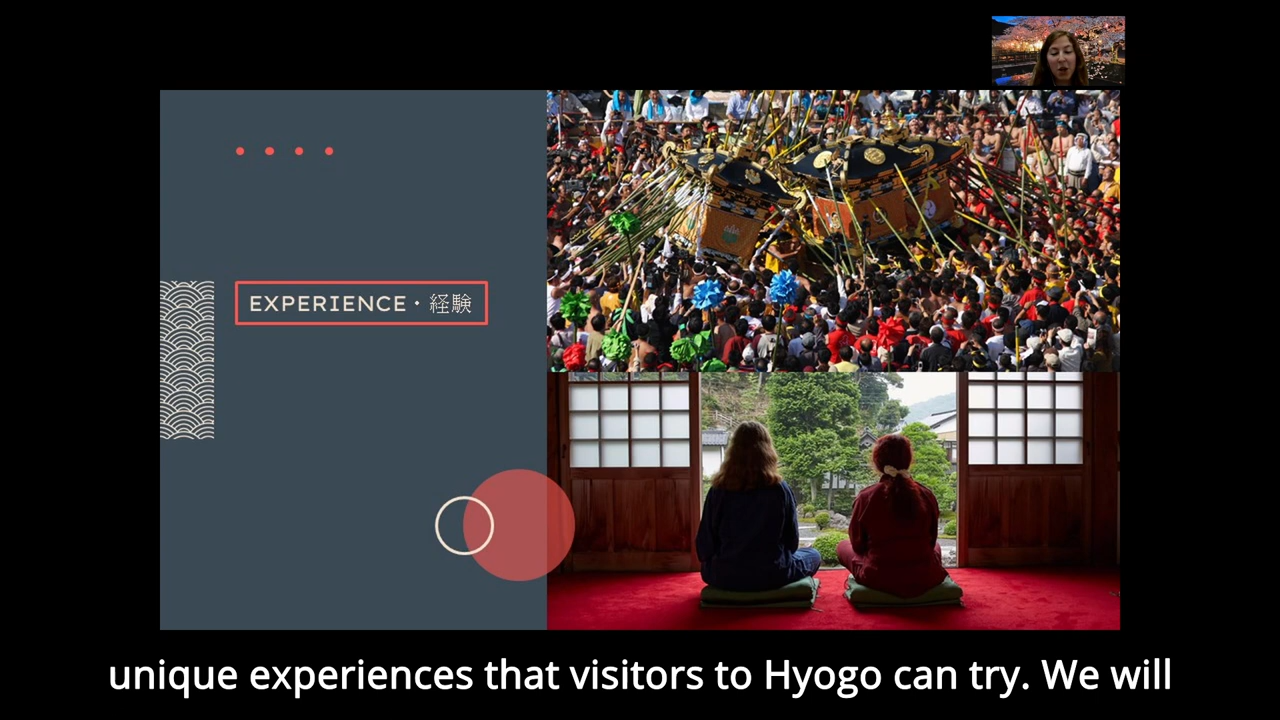 EXPERIENCE・経験
unique experiences that visitors to Hyogo can try. We will